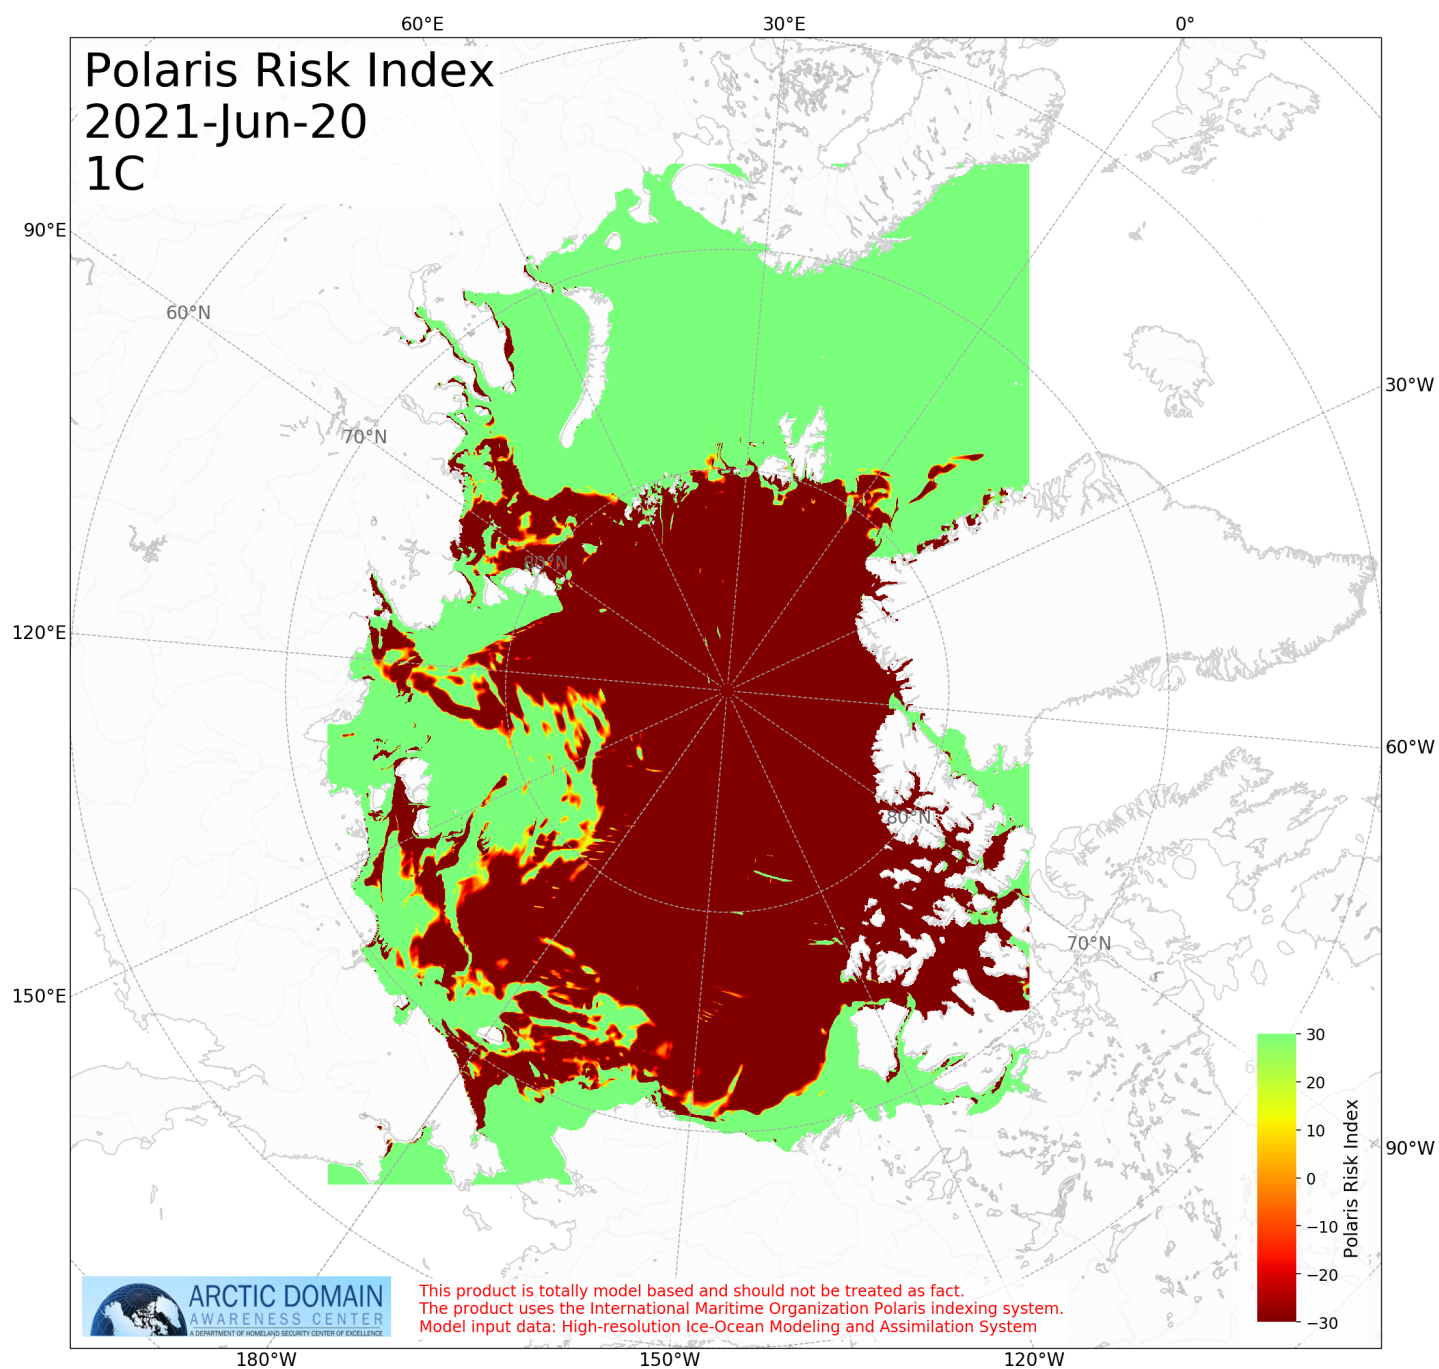 60°E 30°E 0°
Polaris Risk Index
2021-Jun-20
1C
90°E
60°N
30°W
70°N
80°N
120°E
60°W
80°N
70°N
150°E
30
20
10
0
−10
−20
−30
Polaris Risk Index
90°W
ARCTIC DOMAIN
AWARENESS CENTER
A DEPARTMENT OF HOMELAND SECURITY CENTER OF EXCELLENCE
This product is totally model based and should not be treated as fact.
The product uses the International Maritime Organization Polaris indexing system.
Model input data: High-resolution Ice-Ocean Modeling and Assimilation System
180°W 150°W 120°W